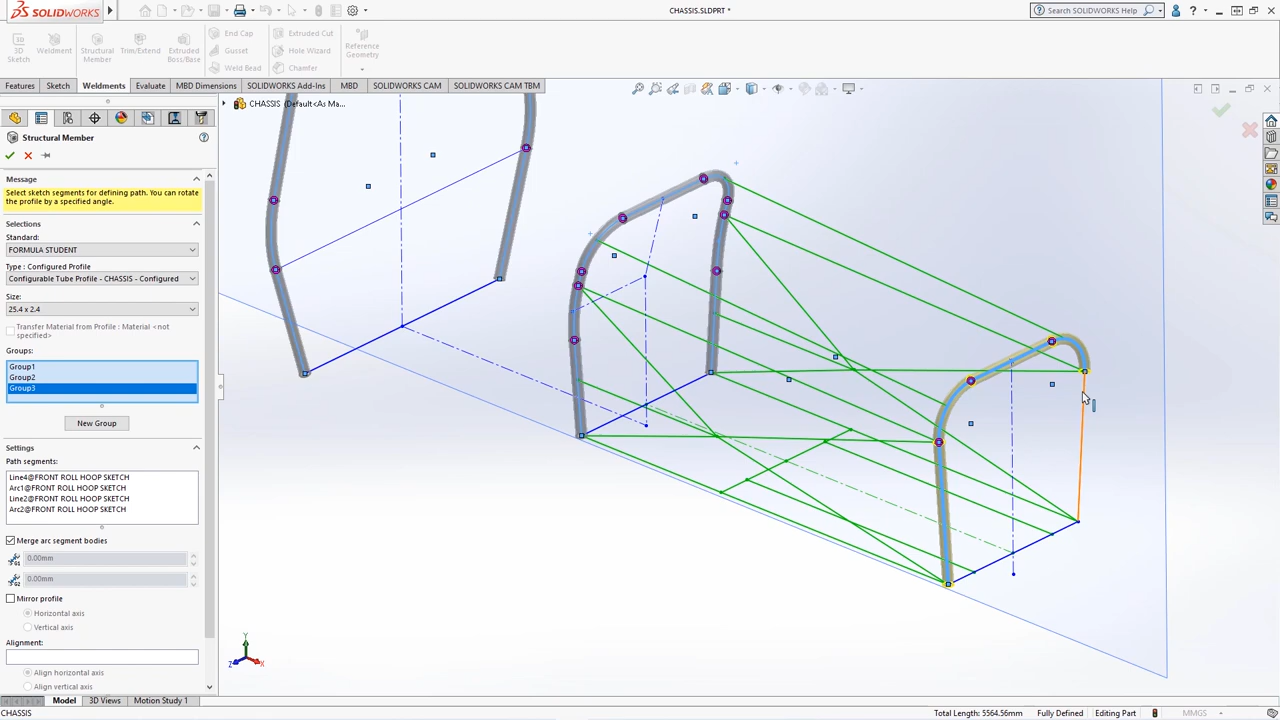 SOLIDWORKS
CHASSIS.SLDPRT *
Search SOLIDWORKS Help
3D
Sketch
Weldment
Structural
Member
Trim/Extend
Extruded
Boss/Base
End Cap
Gusset
Weld Bead
Extruded Cut
Hole Wizard
Chamfer
Reference
Geometry
Features
Sketch
Weldments
Evaluate
MBD Dimensions
SOLIDWORKS Add-Ins
MBD
SOLIDWORKS CAM
SOLIDWORKS CAM TBM
CHASSIS (Default<As Ma...
Structural Member
Message
Select sketch segments for defining path. You can rotate
the profile by a specified angle.
Selections
Standard:
FORMULA STUDENT
Type : Configured Profile
Configurable Tube Profile - CHASSIS - Configured
Size:
25.4 x 2.4
Transfer Material from Profile : Material <not
specified>
Groups:
Group1
Group2
Group3
New Group
Settings
Path segments:
Line4@FRONT ROLL HOOP SKETCH
Arc1@FRONT ROLL HOOP SKETCH
Line2@FRONT ROLL HOOP SKETCH
Arc2@FRONT ROLL HOOP SKETCH
Merge arc segment bodies
G1
0.00mm
G2
0.00mm
Mirror profile
Horizontal axis
Vertical axis
Alignment:
Align horizontal axis
Align vertical axis
Y
Z
X
Model
3D Views
Motion Study 1
CHASSIS
Total Length: 5564.56mm
Fully Defined
Editing Part
MMGS